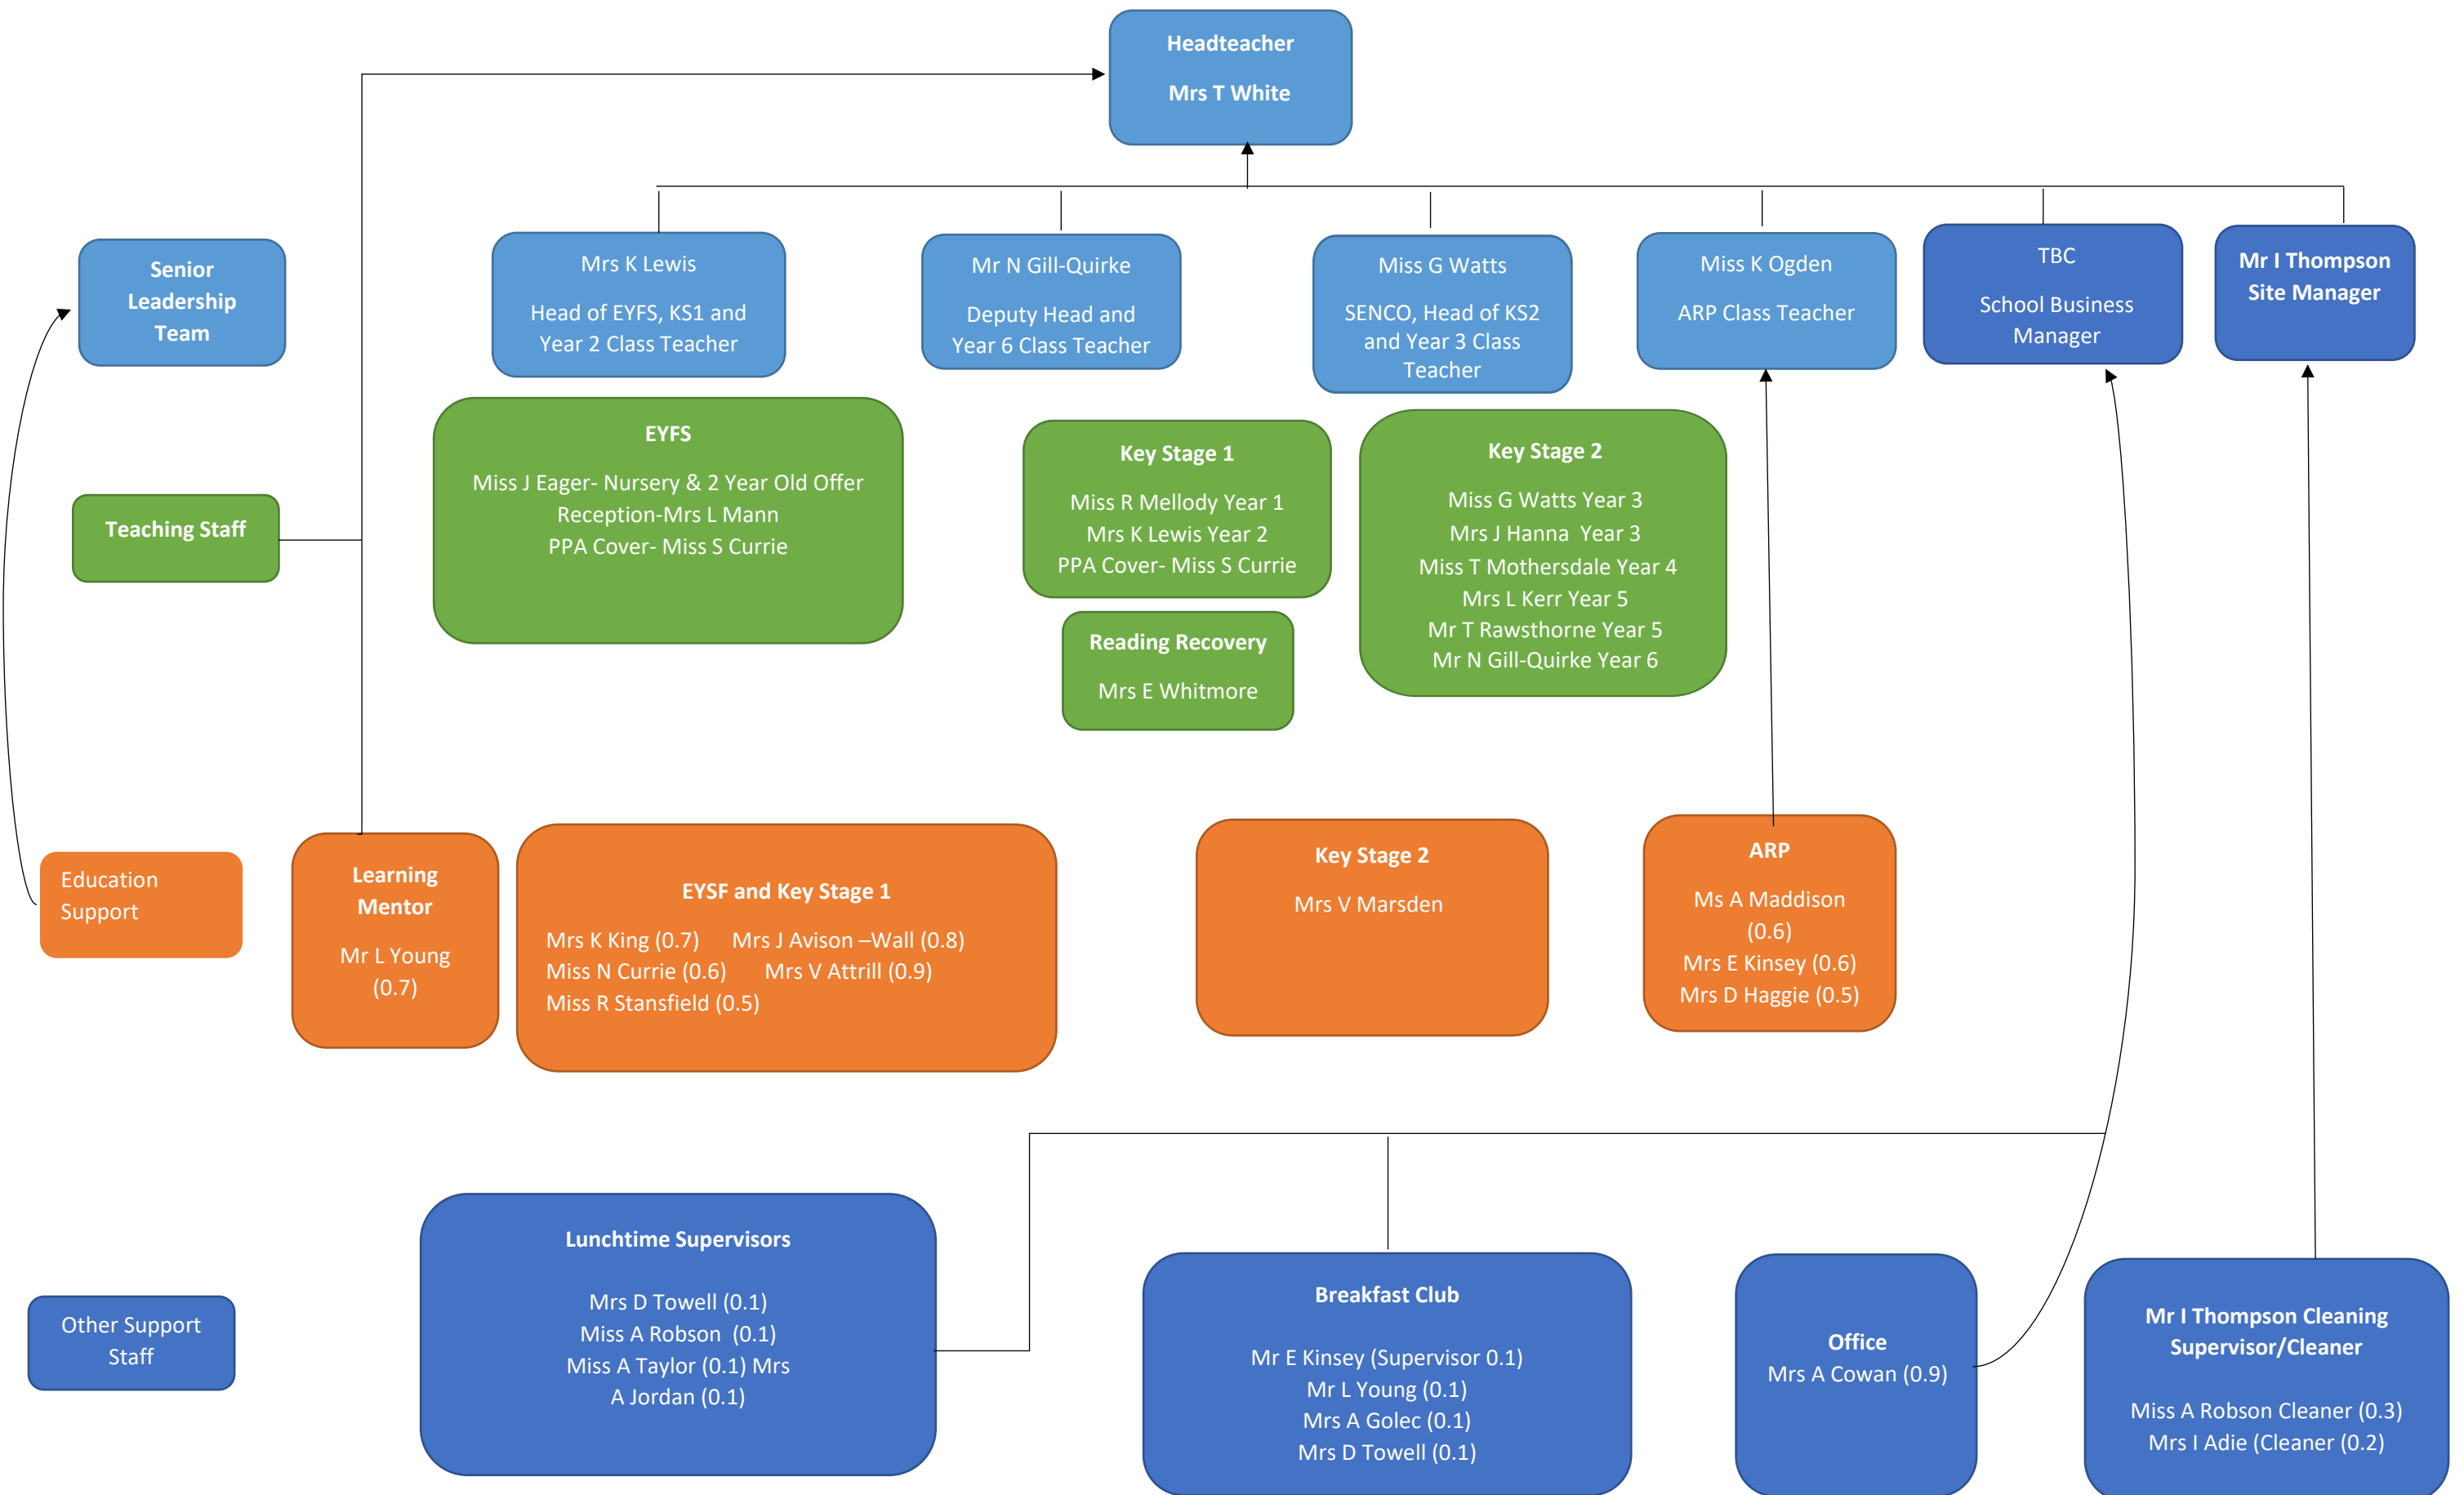 Headteacher
Mrs T White
Senior
Leadership
Team
Mrs K Lewis
Head of EYFS, KS1 and
Year 2 Class Teacher
Mr N Gill-Quirke
Deputy Head and
Year 6 Class Teacher
Miss G Watts
SENCO, Head of KS2
and Year 3 Class
Teacher
Miss K Ogden
ARP Class Teacher
TBC
School Business
Manager
Mr I Thompson
Site Manager
Teaching Staff
EYFS
Miss J Eager- Nursery & 2 Year Old Offer
Reception-Mrs L Mann
PPA Cover- Miss S Currie
Key Stage 1
Miss R Mellody Year 1
Mrs K Lewis Year 2
PPA Cover- Miss S Currie
Reading Recovery
Mrs E Whitmore
Key Stage 2
Miss G Watts Year 3
Mrs J Hanna  Year 3
Miss T Mothersdale Year 4
Mrs L Kerr Year 5
Mr T Rawsthorne Year 5
Mr N Gill-Quirke Year 6
Education
Support
Learning
Mentor
Mr L Young
(0.7)
EYSF and Key Stage 1
Mrs K King (0.7)     Mrs J Avison –Wall (0.8)
Miss N Currie (0.6)      Mrs V Attrill (0.9)
Miss R Stansfield (0.5)
Key Stage 2
Mrs V Marsden
ARP
Ms A Maddison
(0.6)
Mrs E Kinsey (0.6)
Mrs D Haggie (0.5)
Other Support
Staff
Lunchtime Supervisors
Mrs D Towell (0.1)
Miss A Robson  (0.1)
Miss A Taylor (0.1) Mrs
A Jordan (0.1)
Breakfast Club
Mr E Kinsey (Supervisor 0.1)
Mr L Young (0.1)
Mrs A Golec (0.1)
Mrs D Towell (0.1)
Office
Mrs A Cowan (0.9)
Mr I Thompson Cleaning
Supervisor/Cleaner
Miss A Robson Cleaner (0.3)
Mrs I Adie (Cleaner (0.2)